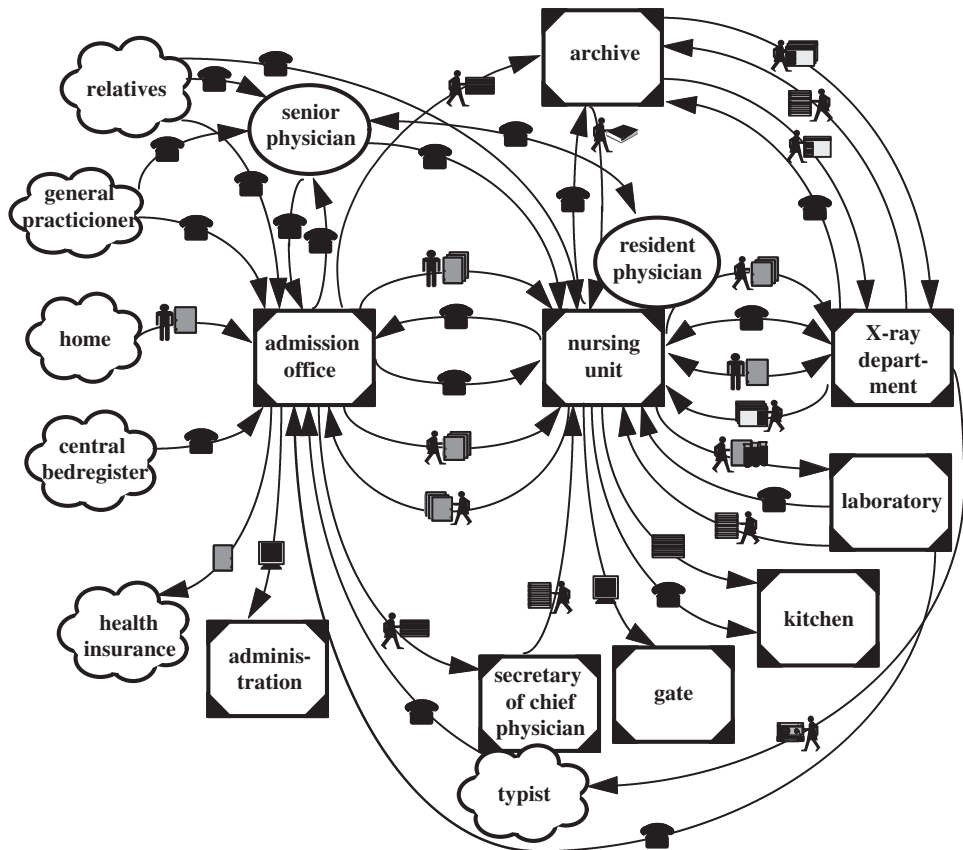 archive
relatives
senior
physician
general
practicioner
resident
physician
home
admission
office
nursing
unit
X-ray
depart-
ment
central
bedregister
laboratory
health
insurance
adminis-
tration
kitchen
secretary
of chief
physician
gate
typist